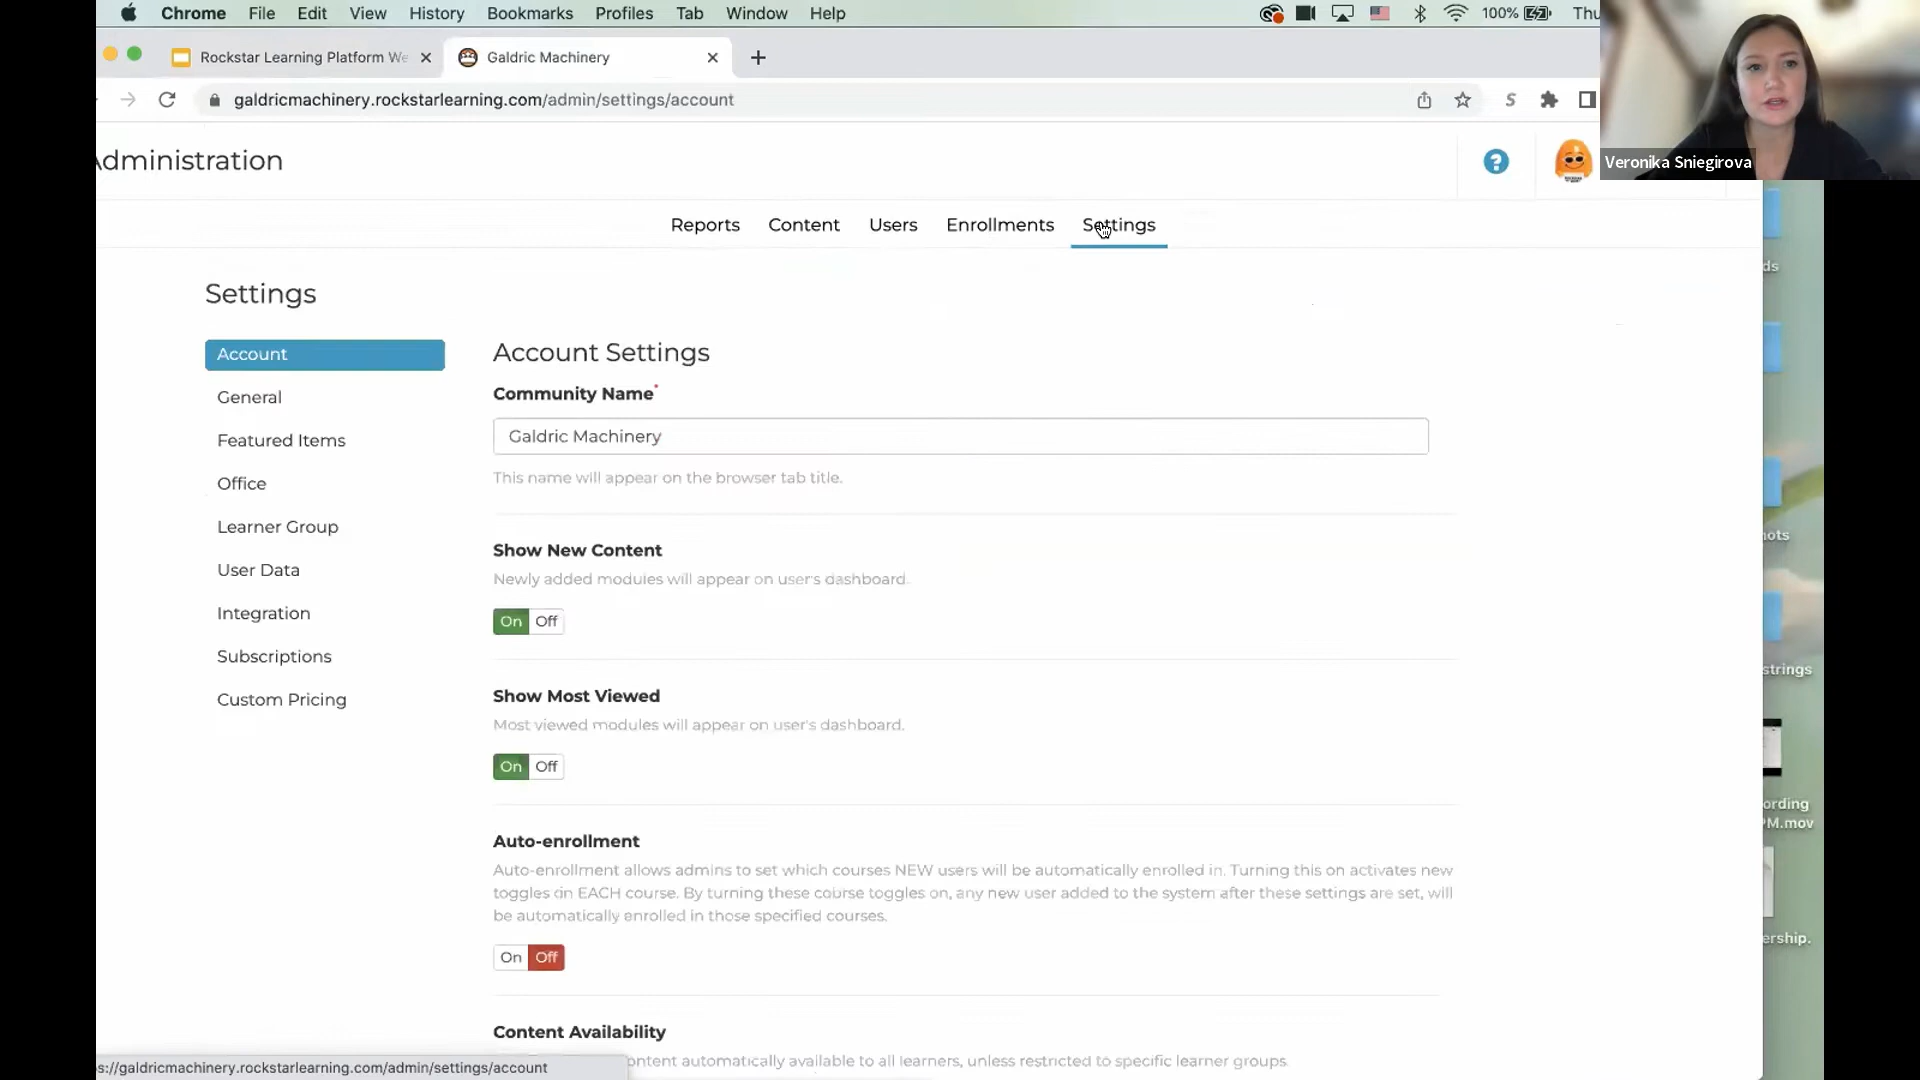 Chrome File Edit View History Bookmarks Profiles Tab Window Help 100% Thu
Rockstar Learning Platform We Galdric Machinery
galdricmachinery.rockstarlearning.com/admin/settings/account
Veronika Sniegirova
Administration
Reports Content Users Enrollments Settings
Settings
Account
General
Featured Items
Office
Learner Group
User Data
Integration
Subscriptions
Custom Pricing
Account Settings
Community Name*
Galdric Machinery
This name will appear on the browser tab title.
Show New Content
Newly added modules will appear on user's dashboard.
On Off
Show Most Viewed
Most viewed modules will appear on user's dashboard.
On Off
Auto-enrollment
Auto-enrollment allows admins to set which courses NEW users will be automatically enrolled in. Turning this on activates new
toggles on EACH course. By turning these course toggles on, any new user added to the system after these settings are set, will
be automatically enrolled in those specified courses.
On Off
Content Availability
ontent automatically available to all learners, unless restricted to specific learner groups.
s://galdricmachinery.rockstarlearning.com/admin/settings/account
ds
nots
strings
ording
PM.mov
ership.